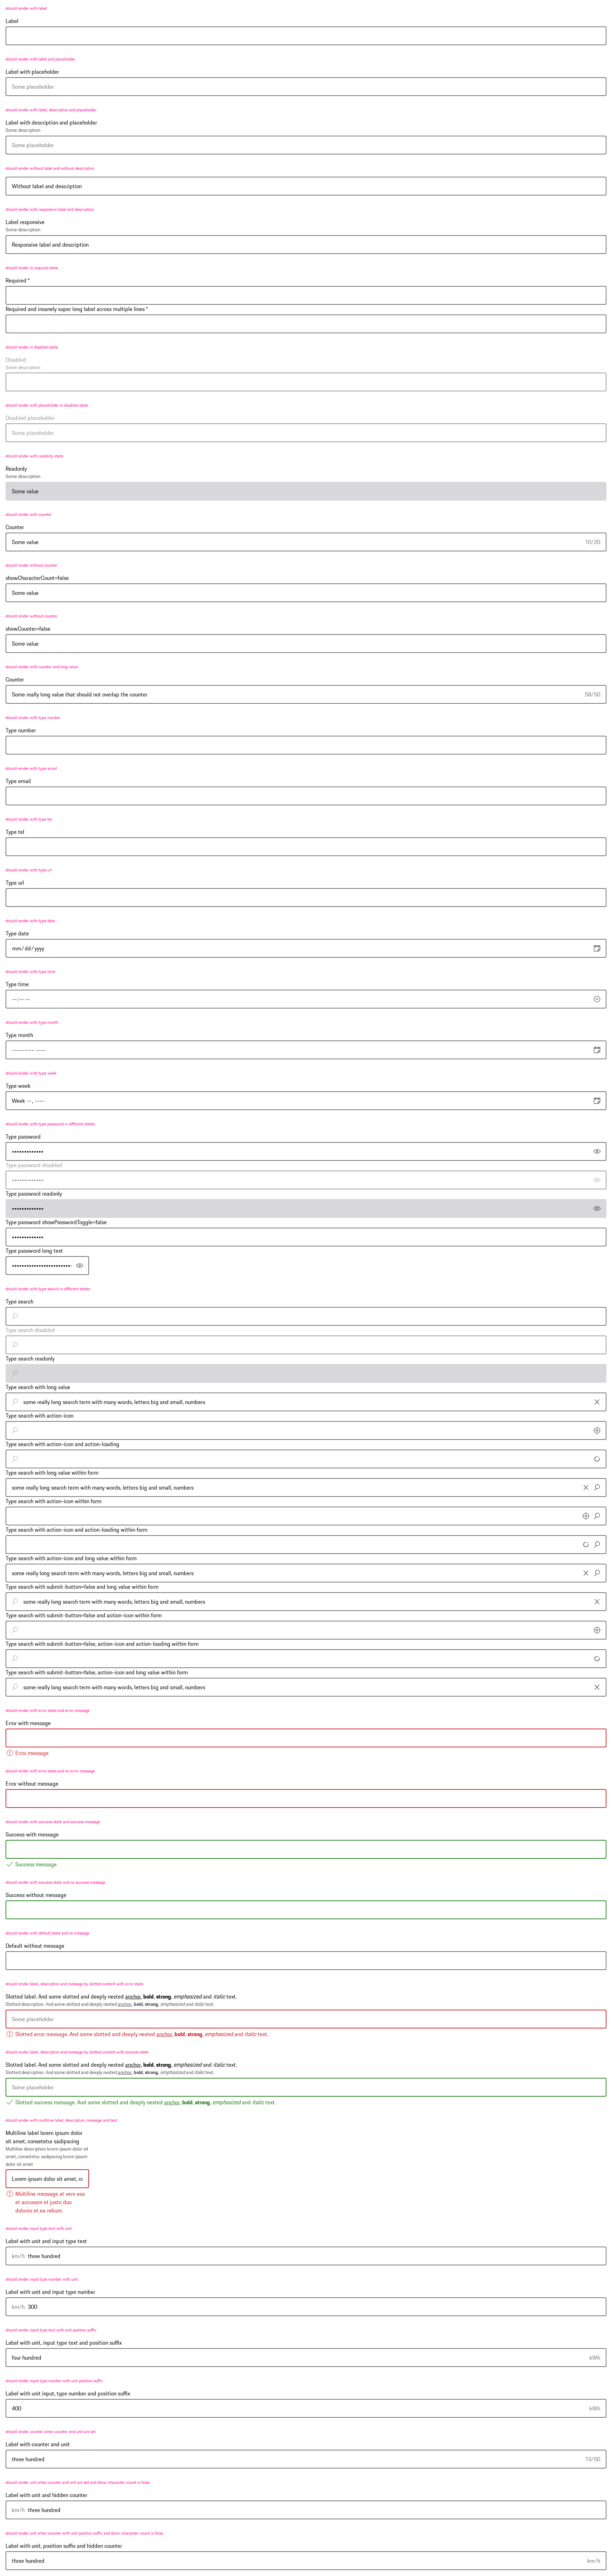 should render with label
Label
should render with label and placeholder
Label with placeholder
Some placeholder
should render with label, description and placeholder
Label with description and placeholder
Some description
Some placeholder
should render without label and without description
Without label and description
should render with responsive label and description
Label responsive
Some description
Responsive label and description
should render in required state
Required *
Required and insanely super long label across multiple lines *
should render in disabled state
Disabled
Some description
should render with placeholder in disabled state
Disabled placeholder
Some placeholder
should render with readonly state
Readonly
Some description
Some value
should render with counter
Counter
Some value 10/20
should render without counter
showCharacterCount=false
Some value
should render without counter
showCounter=false
Some value
should render with counter and long value
Counter
Some really long value that should not overlap the counter 58/50
should render with type number
Type number
should render with type email
Type email
should render with type tel
Type tel
should render with type url
Type url
should render with type date
Type date
mm/dd/yyyy
should render with type time
Type time
--:-- --
should render with type month
Type month
--------- ----
should render with type week
Type week
Week --, ----
should render with type password in different states
Type password
Type password disabled
Type password readonly
Type password showPasswordToggle=false
Type password long text
should render with type search in different states
Type search
Type search disabled
Type search readonly
Type search with long value
some really long search term with many words, letters big and small, numbers
Type search with action-icon
Type search with action-icon and action-loading
Type search with long value within form
some really long search term with many words, letters big and small, numbers
Type search with action-icon within form
Type search with action-icon and action-loading within form
Type search with action-icon and long value within form
some really long search term with many words, letters big and small, numbers
Type search with submit-button=false and long value within form
some really long search term with many words, letters big and small, numbers
Type search with submit-button=false and action-icon within form
Type search with submit-button=false, action-icon and action-loading within form
Type search with submit-button=false, action-icon and long value within form
some really long search term with many words, letters big and small, numbers
should render with error state and error message
Error with message
Error message
should render with error state and no error message
Error without message
should render with success state and success message
Success with message
Success message
should render with success state and no success message
Success without message
should render with default state and no message
Default without message
should render label, description and message by slotted content with error state
Slotted label. And some slotted and deeply nested anchor, bold, strong, emphasized and italic text.
Slotted description. And some slotted and deeply nested anchor, bold, strong, emphasized and italic text.
Some placeholder
Slotted error message. And some slotted and deeply nested anchor, bold, strong, emphasized and italic text.
should render label, description and message by slotted content with success state
Slotted label. And some slotted and deeply nested anchor, bold, strong, emphasized and italic text.
Slotted description. And some slotted and deeply nested anchor, bold, strong, emphasized and italic text.
Some placeholder
Slotted success message. And some slotted and deeply nested anchor, bold, strong, emphasized and italic text.
should render with multiline label, description, message and text
Multiline label lorem ipsum dolor
sit amet, consetetur sadipscing
Multiline description lorem ipsum dolor sit
amet, consetetur sadipscing lorem ipsum
dolor sit amet
Lorem ipsum dolor sit amet, co
Multiline message at vero eos
et accusam et justo duo
dolores et ea rebum.
should render input type text with unit
Label with unit and input type text
km/h three hundred
should render input type number with unit
Label with unit and input type number
km/h 300
should render input type text with unit position suffix
Label with unit, input type text and position suffix
four hundred kWh
should render input type number with unit position suffix
Label with unit input, type number and position suffix
400 kWh
should render counter when counter and unit are set
Label with counter and unit
three hundred 13/50
should render unit when counter and unit are set and show-character-count is false
Label with unit and hidden counter
km/h three hundred
should render unit when counter with unit position suffix and show-character-count is false
Label with unit, position suffix and hidden counter
three hundred km/h